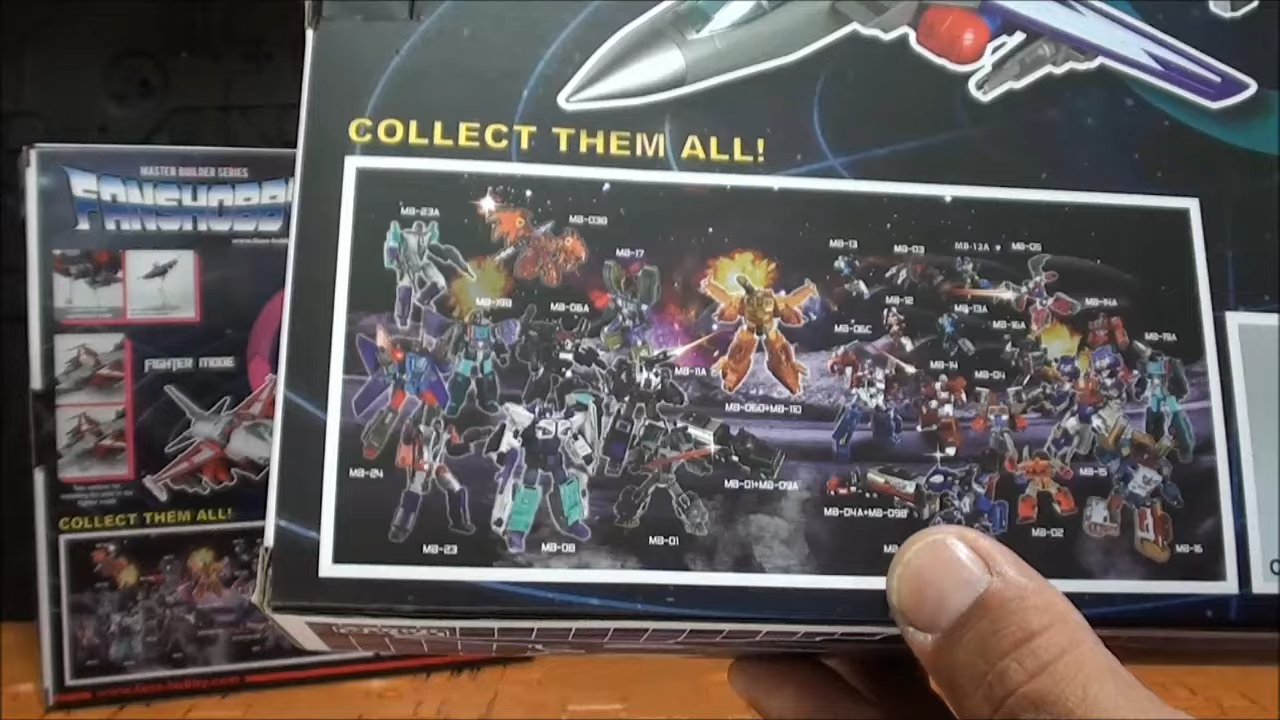 MASTER BUILDER SERIES
FANSHOBBY
FIGHTER MODE
COLLECT THEM ALL!
COLLECT THEM ALL!
MB-23A
MB-03B
MB-17
MB-13
MB-03
MB-12A
MB-05
MB-19B
MB-06A
MB-12
MB-13A
MB-14A
MB-06C
MB-16A
MB-19A
MB-11A
MB-14
MB-04
MB-06D+MB-11D
MB-24
MB-01+MB-09A
MB-15
MB-04A+MB-09B
MB-23
MB-08
MB-01
MB-02
MB-16